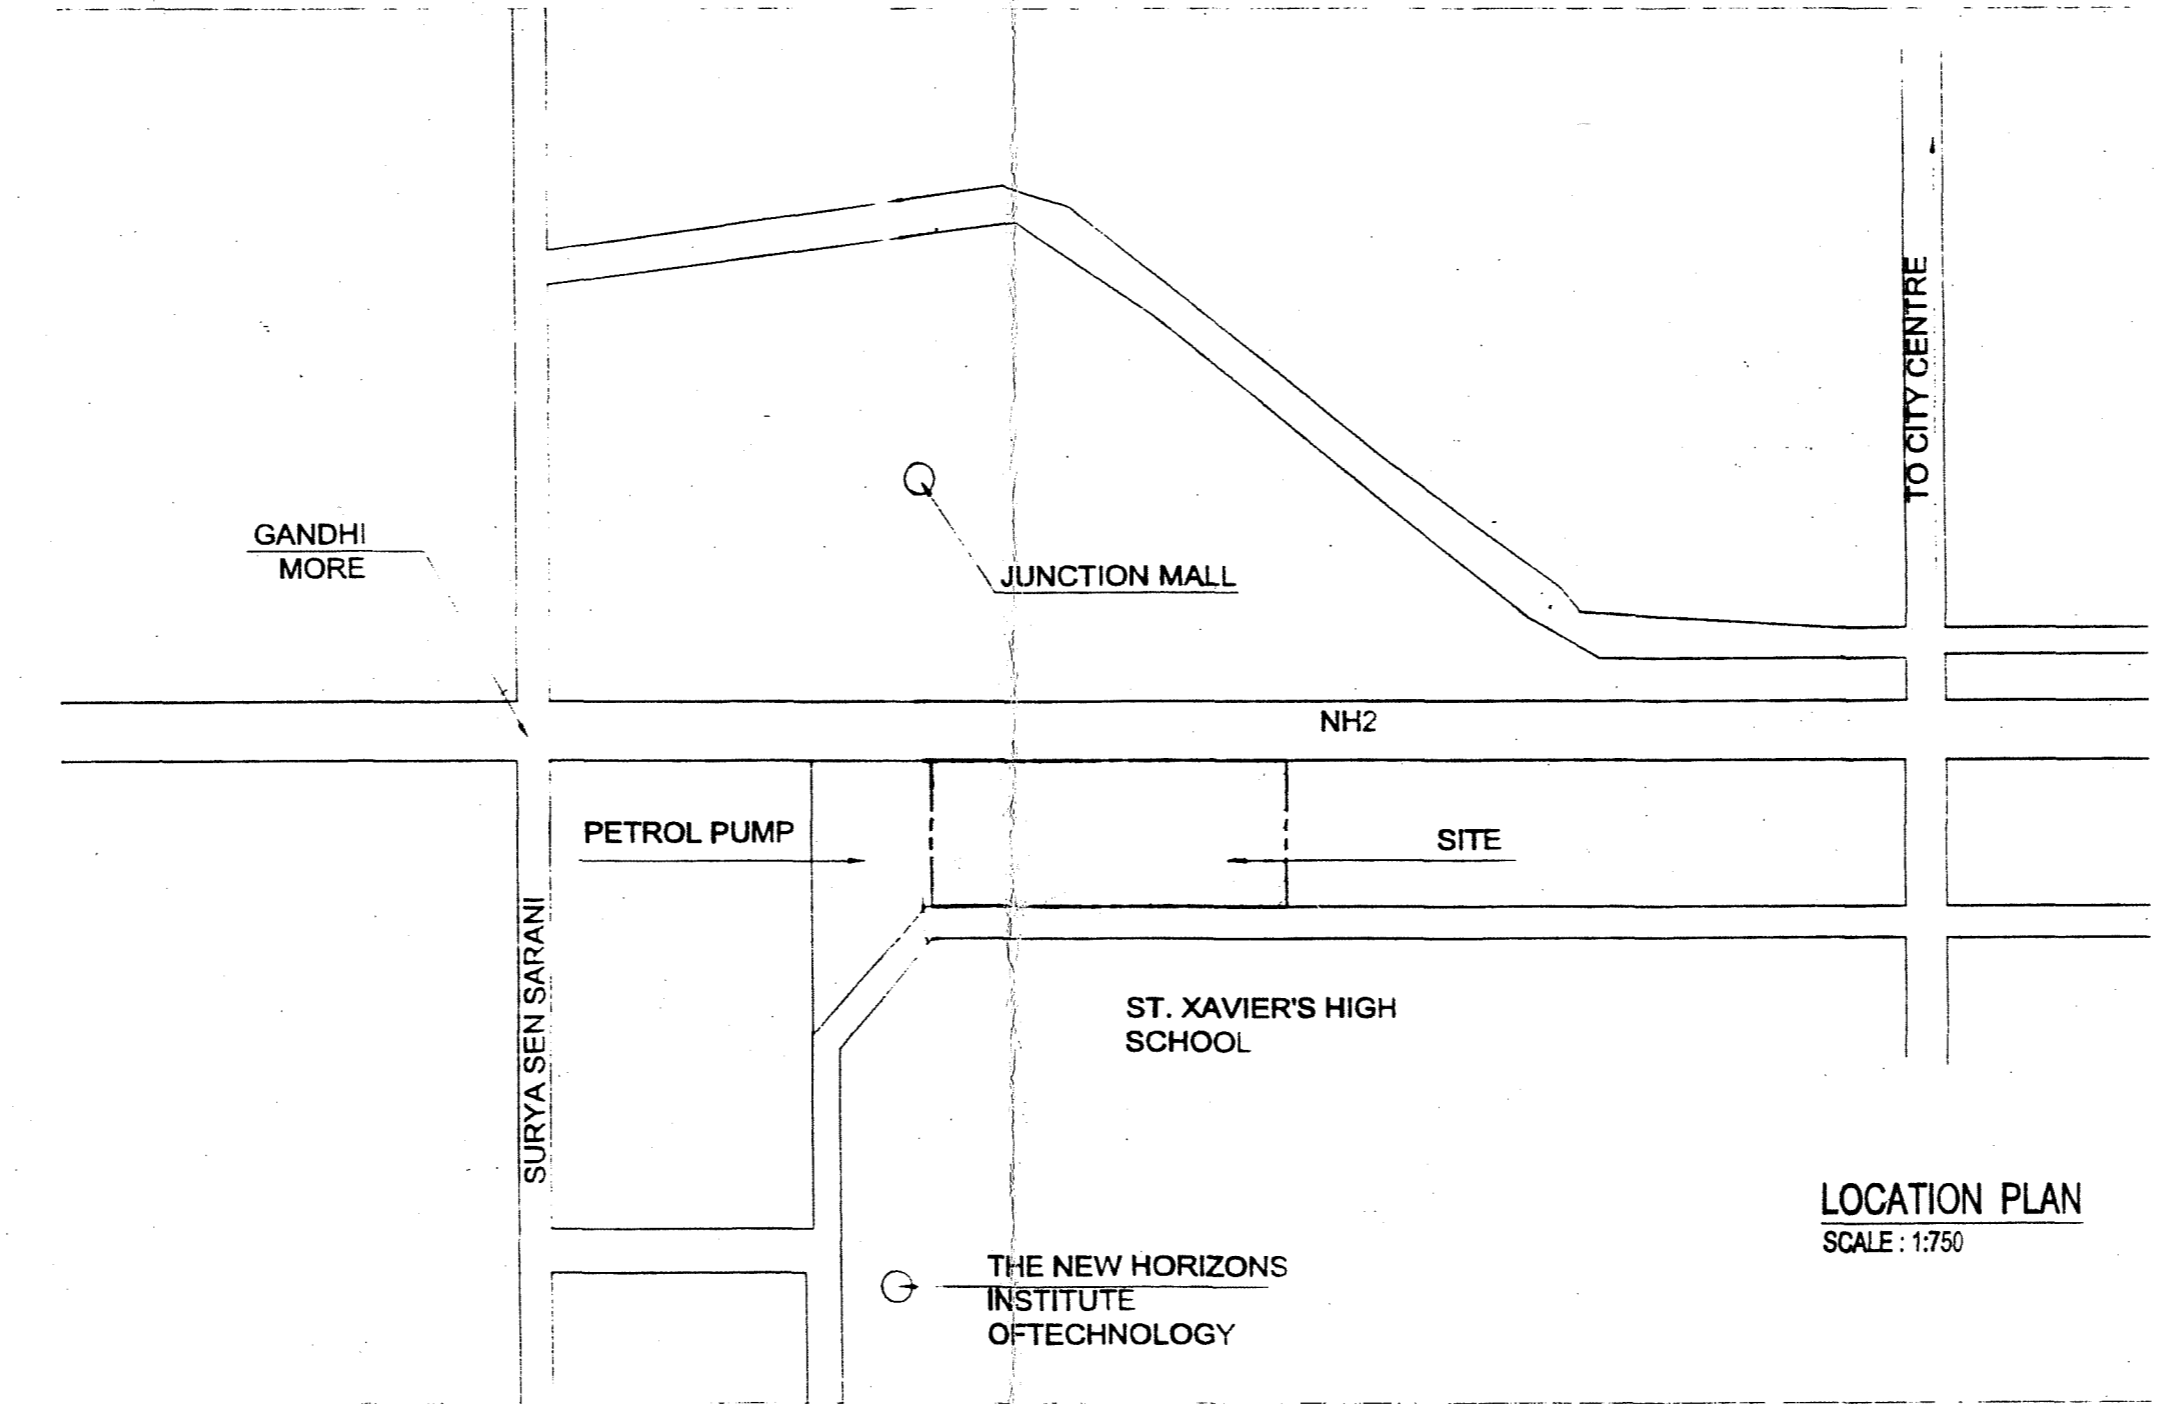 TO CITY CENTRE
GANDHI
MORE
JUNCTION MALL
NH2
PETROL PUMP
SITE
SURYA SEN SARANI
ST. XAVIER'S HIGH
SCHOOL
LOCATION PLAN
SCALE : 1:750
THE NEW HORIZONS
INSTITUTE
OFTECHNOLOGY